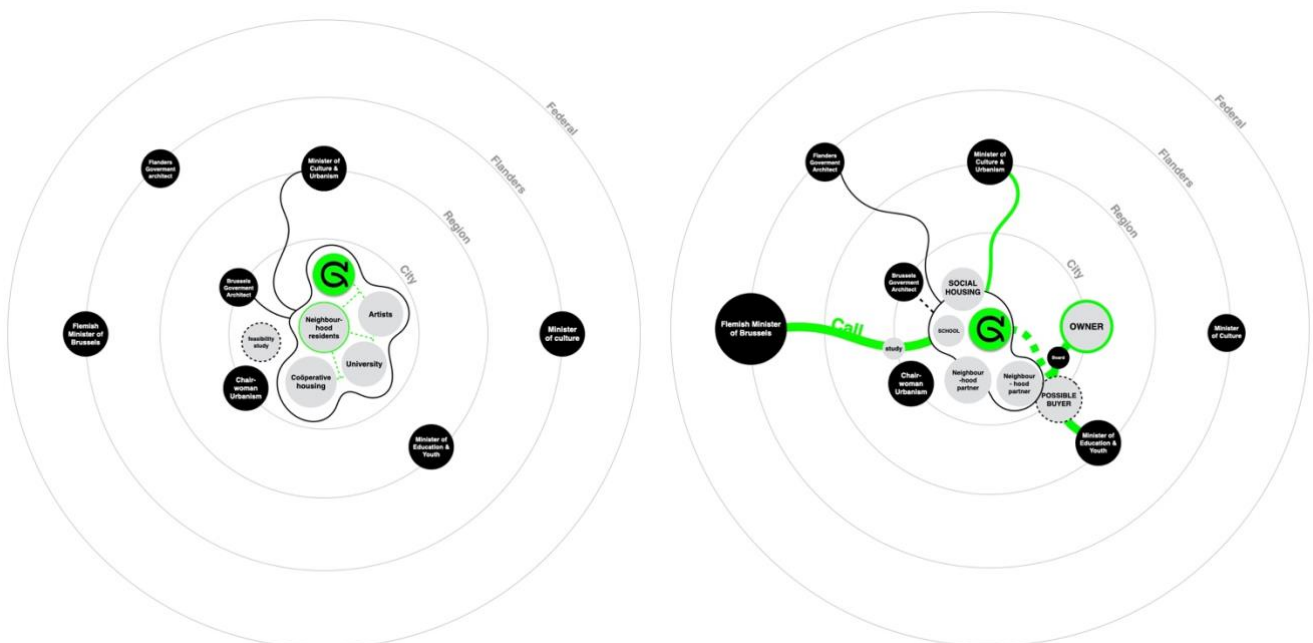 Federal
Flanders
Region
City
Flanders
Goverment
architect
Minister of
Culture &
Urbanism
Brussels
Goverment
Architect
Neighbour-
hood
residents
Artists
feasibility
study
University
Coöperative
housing
Chair-
woman
Urbanism
Flemish
Minister of
Brussels
Minister
of culture
Minister of
Education &
Youth
Federal
Flanders
Region
City
Flanders
Goverment
Architect
Minister of
Culture &
Urbanism
Brussels
Goverment
Architect
SOCIAL
HOUSING
OWNER
Flemish Minister
of Brussels
Call
study
SCHOOL
Minister
of Culture
Board
Chair-
woman
Urbanism
Neighbour
-hood
partner
Neighbour
- hood
partner
POSSIBLE
BUYER
Minister of
Education &
Youth